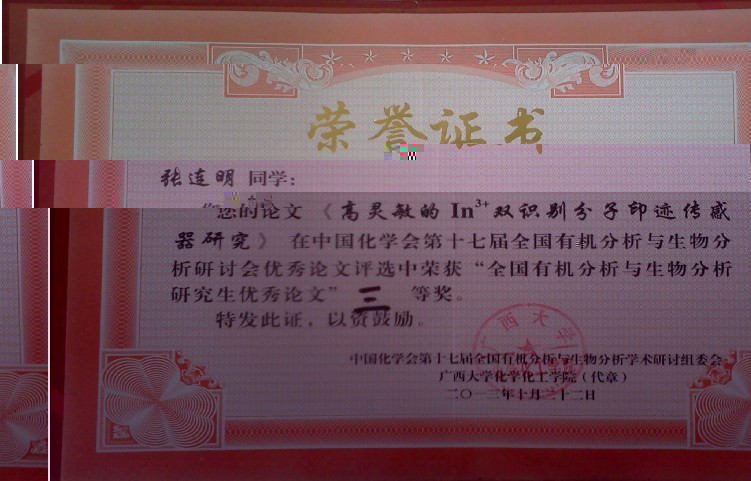 荣誉证书
张连明 同学:
您的论文《高灵敏的In³⁺双识别分子印迹传感
器研究》在中国化学会第十七届全国有机分析与生物分
析研讨会优秀论文评选中荣获“全国有机分析与生物分析
研究生优秀论文”三 等奖。
特发此证，以资鼓励。
中国化学会第十七届全国有机分析与生物分析学术研讨组委会
广西大学化学化工学院（代章）
二〇一三年十月二十二日
广西大学